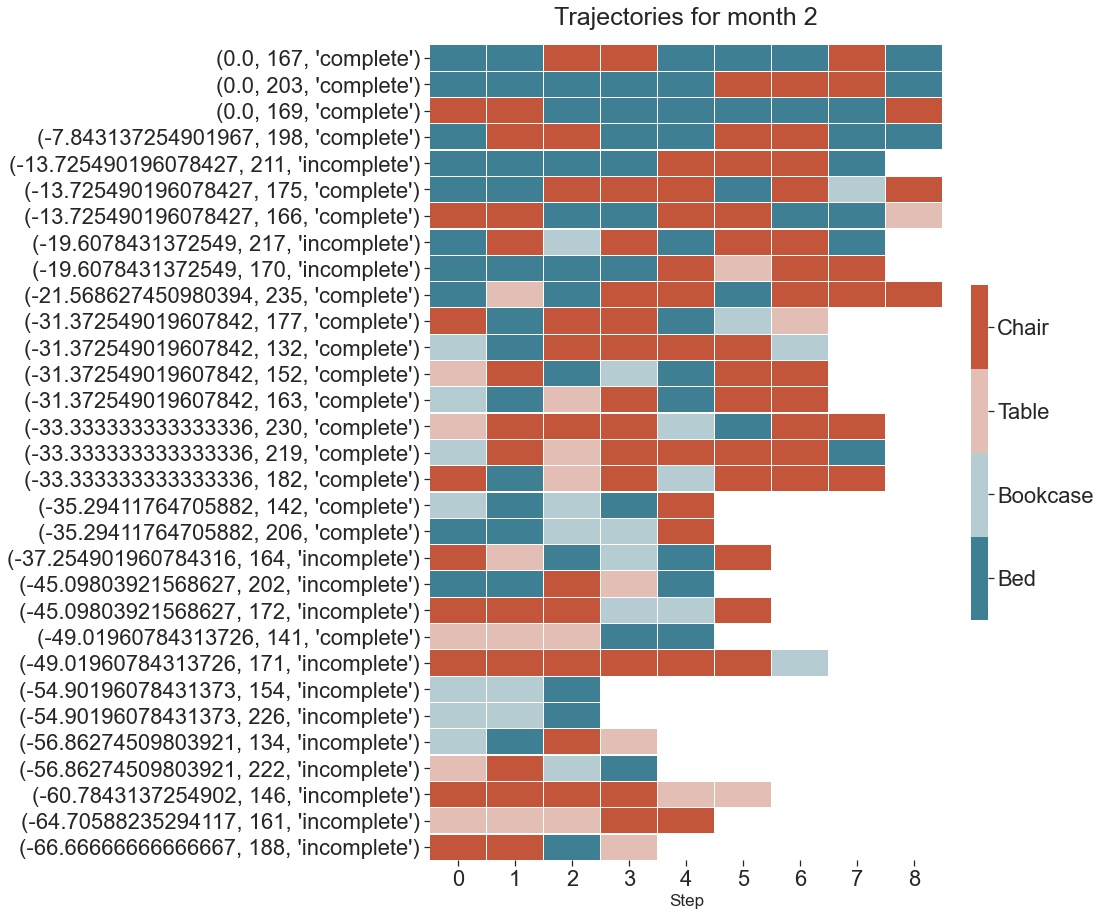 Trajectories for month 2
(0.0, 167, 'complete')
(0.0, 203, 'complete')
(0.0, 169, 'complete')
(-7.843137254901967, 198, 'complete')
(-13.725490196078427, 211, 'incomplete')
(-13.725490196078427, 175, 'complete')
(-13.725490196078427, 166, 'complete')
(-19.6078431372549, 217, 'incomplete')
(-19.6078431372549, 170, 'incomplete')
(-21.568627450980394, 235, 'complete')
(-31.372549019607842, 177, 'complete')
(-31.372549019607842, 132, 'complete')
(-31.372549019607842, 152, 'complete')
(-31.372549019607842, 163, 'complete')
(-33.333333333333336, 230, 'complete')
(-33.333333333333336, 219, 'complete')
(-33.333333333333336, 182, 'complete')
(-35.29411764705882, 142, 'complete')
(-35.29411764705882, 206, 'complete')
(-37.254901960784316, 164, 'incomplete')
(-45.09803921568627, 202, 'incomplete')
(-45.09803921568627, 172, 'complete')
(-49.01960784313726, 141, 'complete')
(-49.01960784313726, 171, 'incomplete')
(-54.90196078431373, 154, 'incomplete')
(-54.90196078431373, 226, 'incomplete')
(-56.86274509803921, 134, 'incomplete')
(-56.86274509803921, 222, 'incomplete')
(-60.7843137254902, 146, 'incomplete')
(-64.70588235294117, 161, 'incomplete')
(-66.66666666666667, 188, 'incomplete')
0 1 2 3 4 5 6 7 8
Step
Chair
Table
Bookcase
Bed